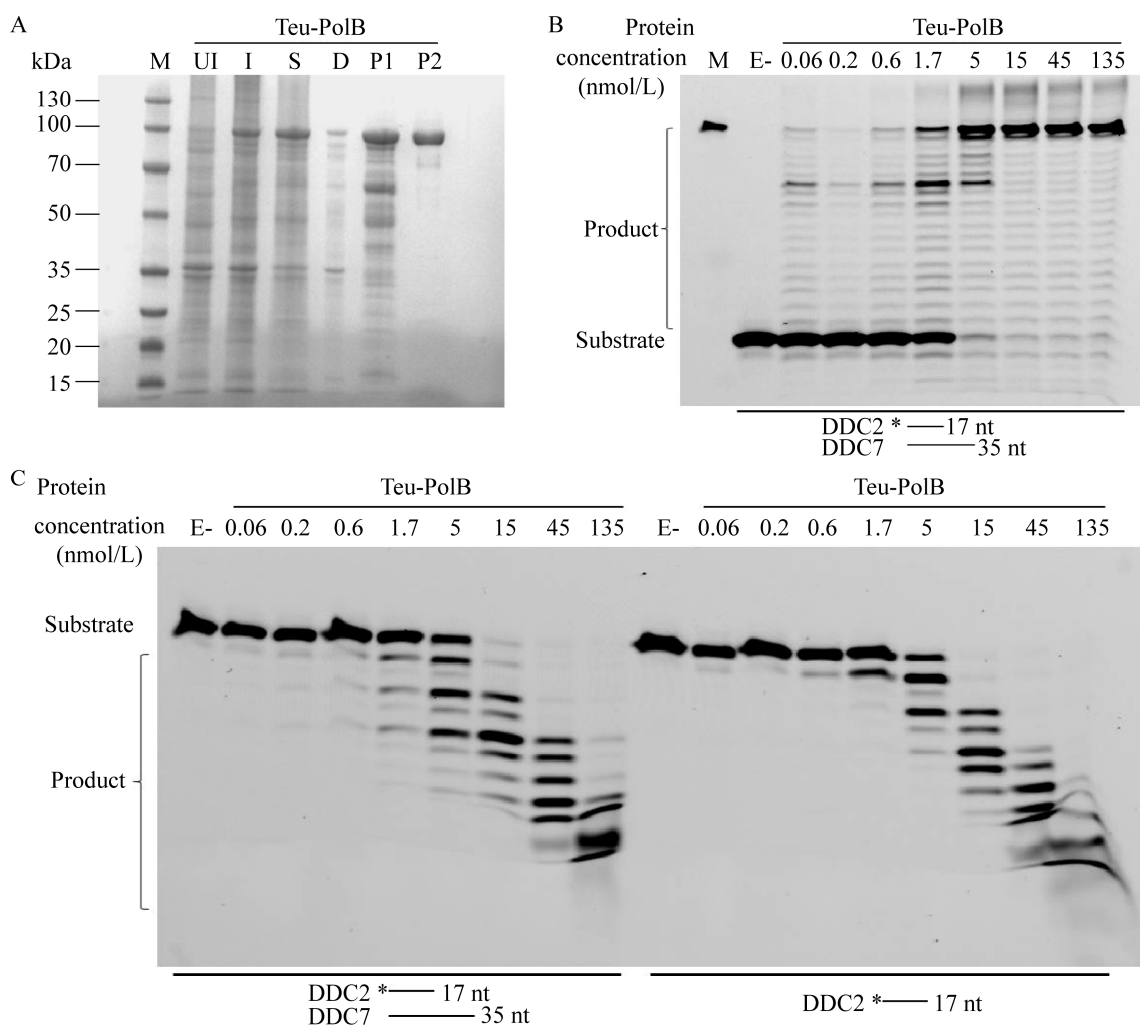 A
Teu-PolB
kDa M UI I S D P1 P2
130
100
70
50
35
25
20
15
B
Protein concentration (nmol/L)
Teu-PolB
M E- 0.06 0.2 0.6 1.7 5 15 45 135
Product
Substrate
DDC2 * 17 nt
DDC7 35 nt
C
Protein concentration (nmol/L)
Teu-PolB
E- 0.06 0.2 0.6 1.7 5 15 45 135
Teu-PolB
E- 0.06 0.2 0.6 1.7 5 15 45 135
Substrate
Product
DDC2 * 17 nt
DDC7 35 nt
DDC2 * 17 nt